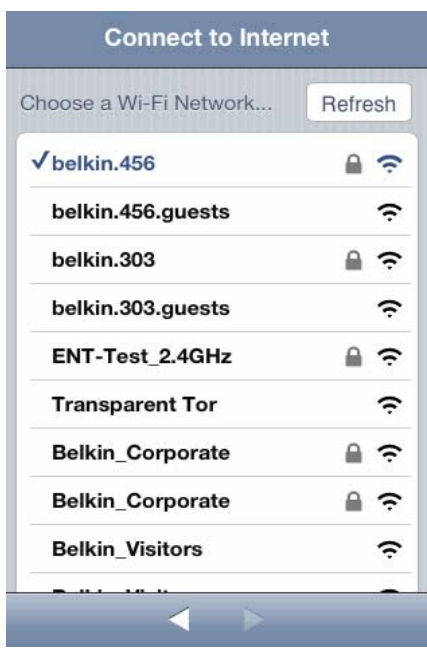 Connect to Internet
Choose a Wi-Fi Network...
Refresh
belkin.456
belkin.456.guests
belkin.303
belkin.303.guests
ENT-Test_2.4GHz
Transparent Tor
Belkin_Corporate
Belkin_Corporate
Belkin_Visitors